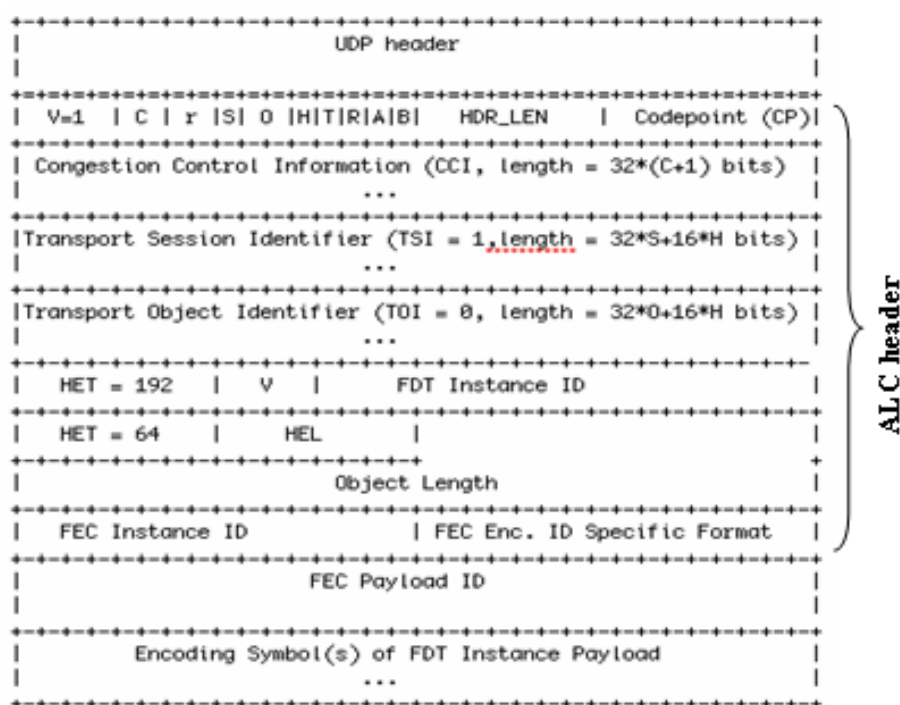 UDP header
| V=1 | C | r |S| O |H|T|R|A|B| HDR_LEN | Codepoint (CP)|
| Congestion Control Information (CCI, length = 32*(C+1) bits) |
...
|Transport Session Identifier (TSI = 1,length = 32*S+16*H bits) |
...
|Transport Object Identifier (TOI = 0, length = 32*O+16*H bits) |
...
| HET = 192 | V | FDT Instance ID |
| HET = 64 | HEL |
Object Length
| FEC Instance ID | FEC Enc. ID Specific Format |
FEC Payload ID
Encoding Symbol(s) of FDT Instance Payload
...
ALC header